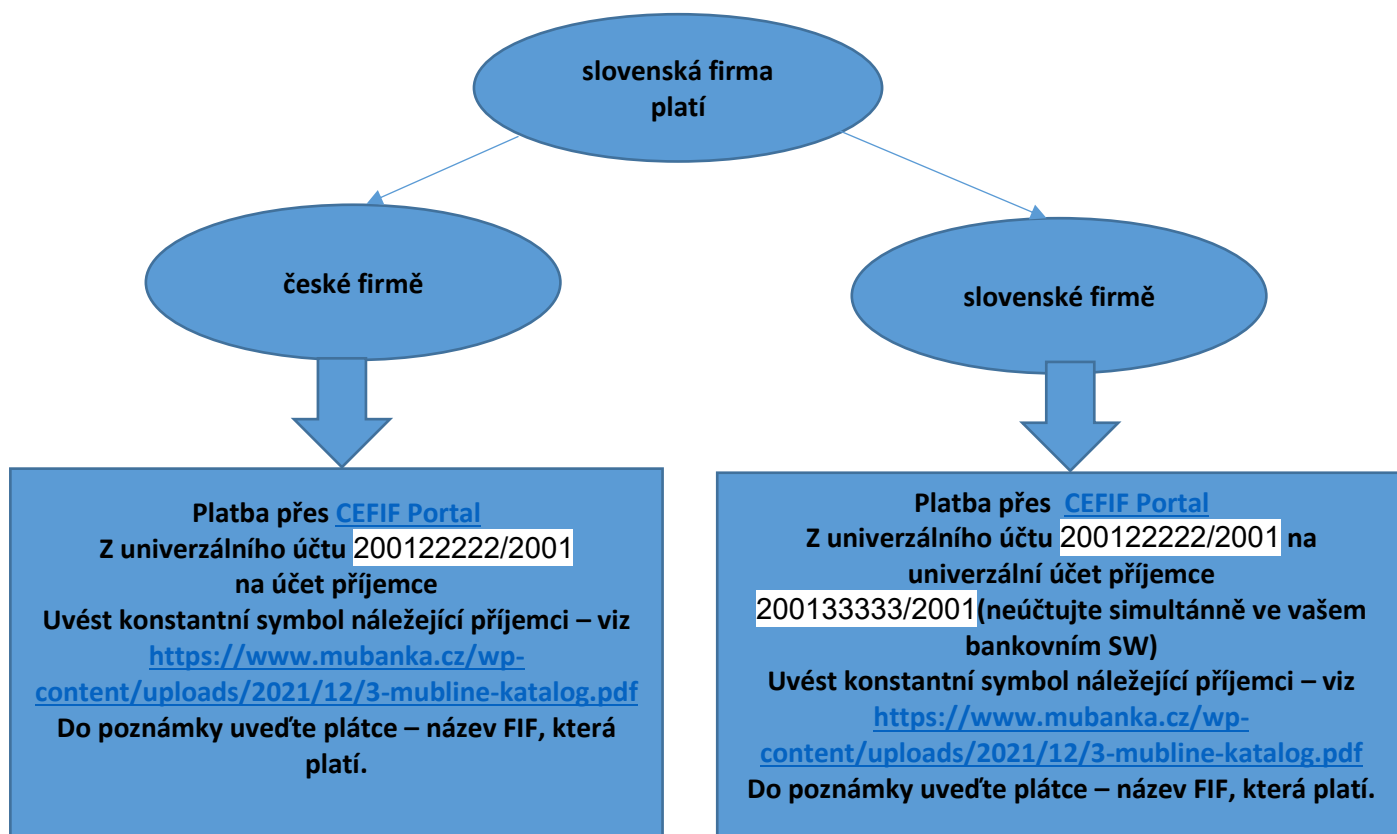 slovenská firma
platí
české firmě
slovenské firmě
Platba přes CEFIF Portal
Z univerzálního účtu 200122222/2001
na účet příjemce
Uvést konstantní symbol náležející příjemci – viz
https://www.mubanka.cz/wp-
content/uploads/2021/12/3-mubline-katalog.pdf
Do poznámky uveďte plátce – název FIF, která
platí.
Platba přes  CEFIF Portal
Z univerzálního účtu 200122222/2001 na
univerzální účet příjemce
200133333/2001(neúčtujte simultánně ve vašem
bankovním SW)
Uvést konstantní symbol náležející příjemci – viz
https://www.mubanka.cz/wp-
content/uploads/2021/12/3-mubline-katalog.pdf
Do poznámky uveďte plátce – název FIF, která platí.